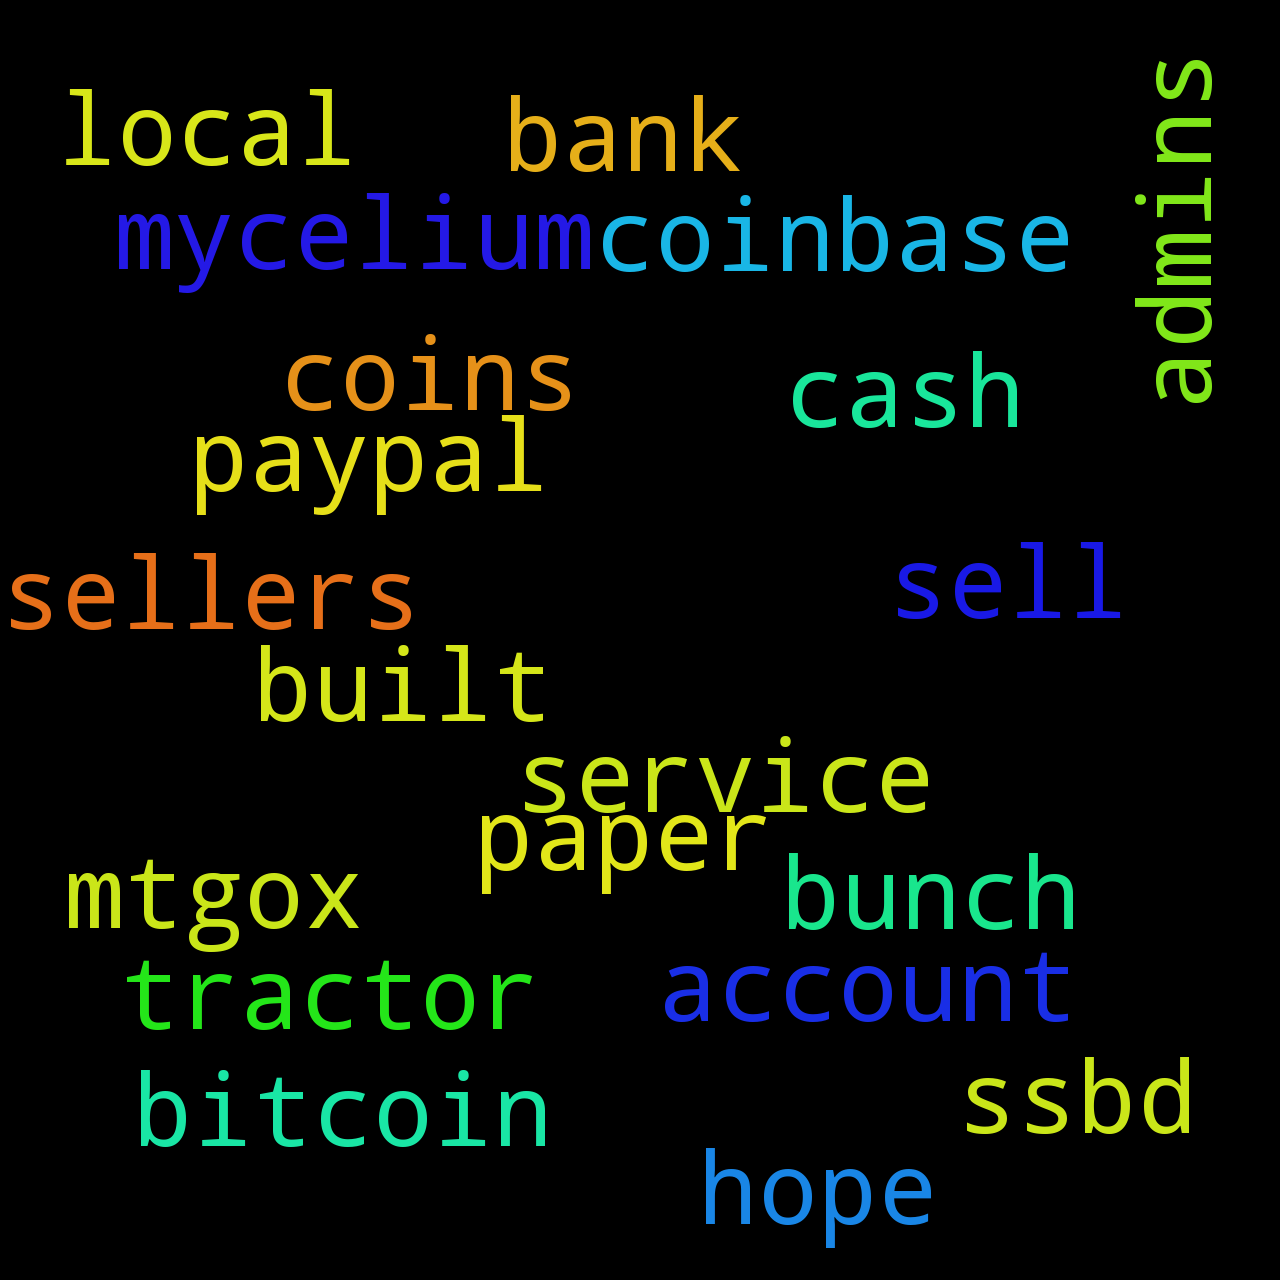 local bank
admins
mycelium coinbase
coins
cash
paypal
sellers
sell
built
service
paper
mtgox
bunch
tractor
account
bitcoin
ssbd
hope